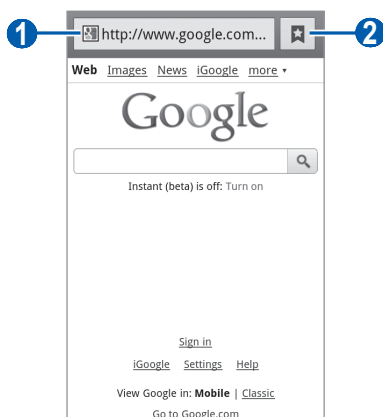 1 http://www.google.com... 2
Web Images News iGoogle more
Google
Instant (beta) is off: Turn on
Sign in
iGoogle Settings Help
View Google in: Mobile | Classic
Go to Google.com